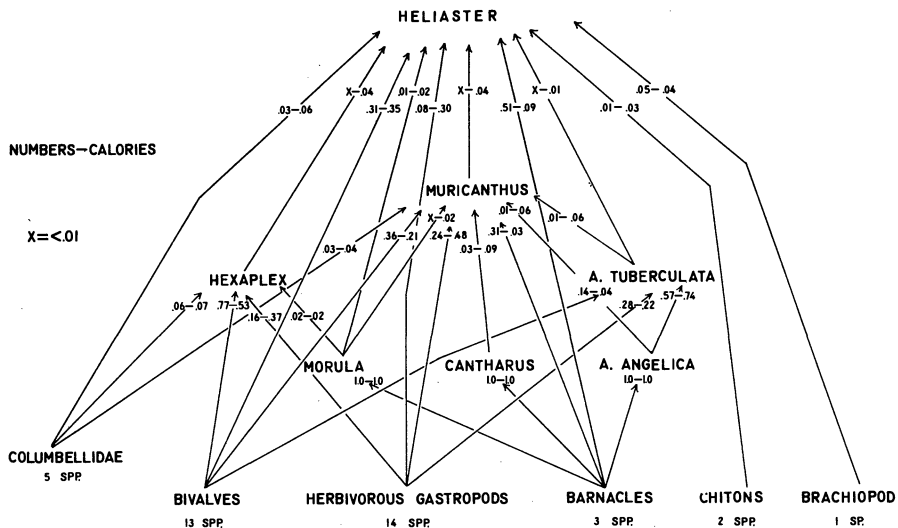 HELIASTER
X—.04
.01—.02
X—.04
X—.01
.05—.04
.03—.06
.31—.35
.08—.30
.51—.09
.01—.03
NUMBERS—CALORIES
MURICANTHUS
X=<.01
X—.02
.01—.06
.01—.06
.36—.21
.24—.48
.31—.03
.03—.04
.03—.09
HEXAPLEX
A. TUBERCULATA
.06—.07
.77—.53
.16—.37
.02—.02
.14—.04
.28—.22
.57—.74
MORULA
CANTHARUS
A. ANGELICA
1.0—1.0
1.0—1.0
1.0—1.0
COLUMBELLIDAE
5 SPP.
BIVALVES
HERBIVOROUS GASTROPODS
BARNACLES
CHITONS
BRACHIOPOD
13 SPP.
14 SPP.
3 SPP.
2 SPP.
1 SP.